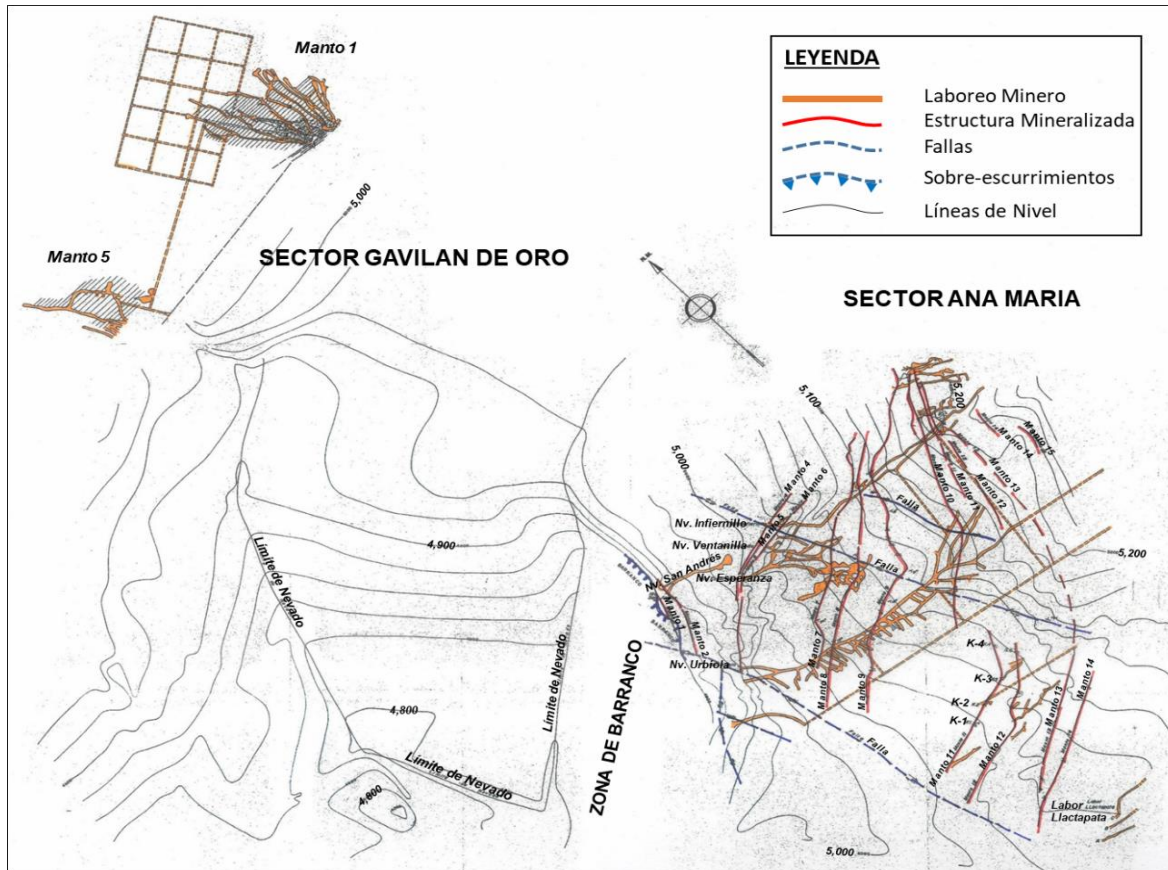 Manto 1
LEYENDA
Laboreo Minero
Estructura Mineralizada
Fallas
Sobre-escurrimientos
Líneas de Nivel
5,000
Manto 5
SECTOR GAVILAN DE ORO
SECTOR ANA MARIA
5,200
5,100
Manto 15
Manto 14
Manto 13
Manto 12
Manto 11
Manto 10
Manto 4
Manto 6
Manto 5
5,000
Falla
Nv. Infiernillo
Nv. Ventanilla
Nv. San Andrés
Nv. Esperanza
Falla
5,200
4,900
Límite de Nevado
Manto 1
Manto 2
Nv. Urbiola
Manto 7
Manto 8
Manto 9
K-4
K-3
K-2
K-1
Manto 14
Manto 13
Manto 12
Manto 11
Falla
Límite de Nevado
ZONA DE BARRANCO
4,800
Límite de Nevado
4,800
Labor
Llactapata
5,000